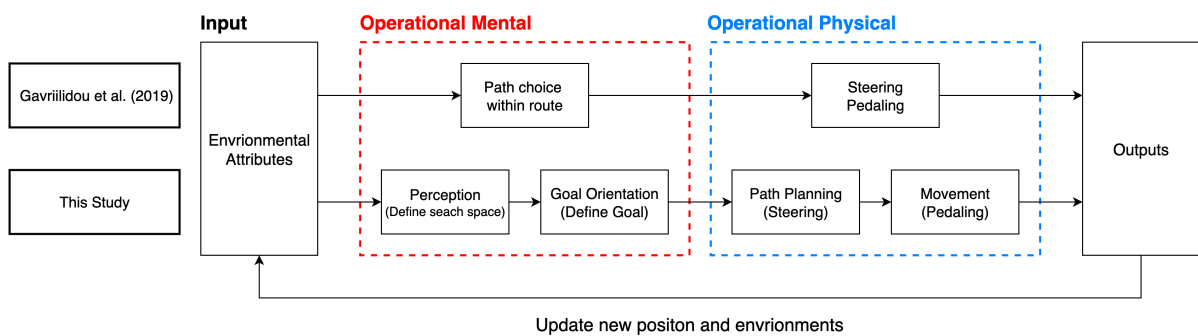 Input
Operational Mental
Operational Physical
Gavriilidou et al. (2019)
Envrionmental
Attributes
Path choice
within route
Steering
Pedaling
Outputs
This Study
Perception
(Define seach space)
Goal Orientation
(Define Goal)
Path Planning
(Steering)
Movement
(Pedaling)
Update new positon and envrionments